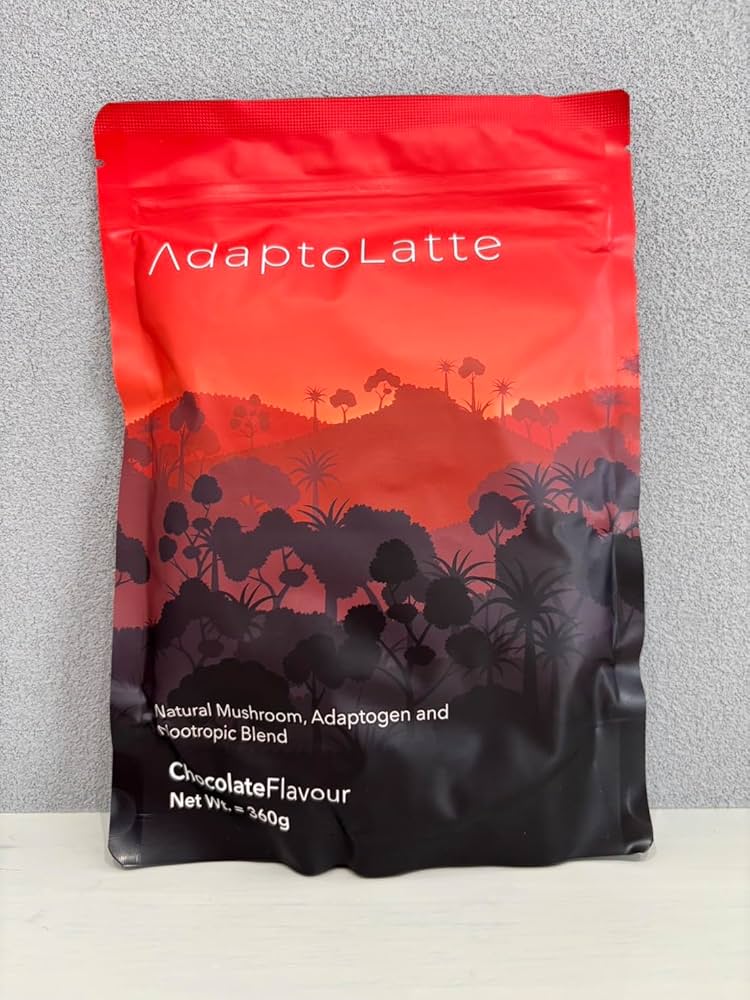 AdaptoLatte
Natural Mushroom, Adaptogen and
Nootropic Blend
ChocolateFlavour
Net Wt. = 360g